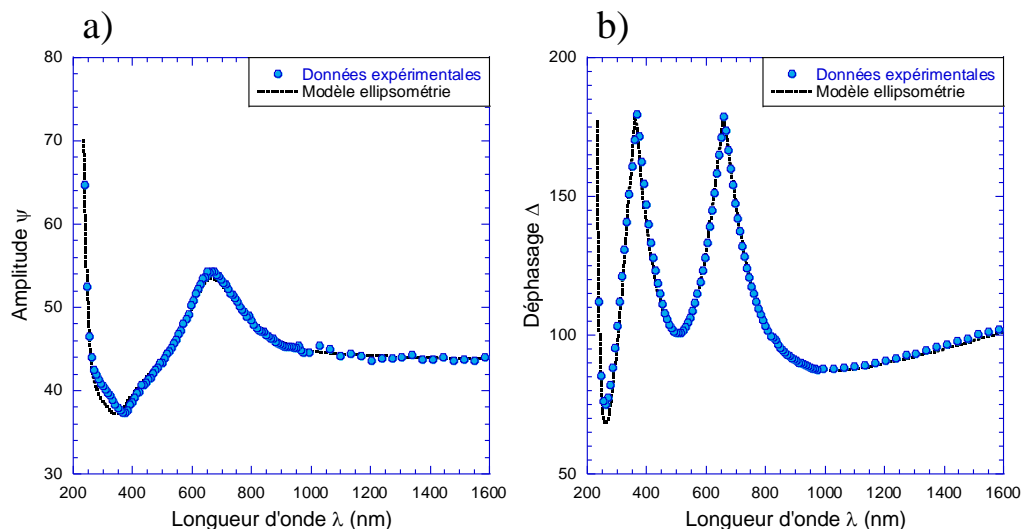 a)
80
70
60
50
40
30
Amplitude ψ
200 400 600 800 1000 1200 1400 1600
Longueur d'onde λ (nm)
Données expérimentales
Modèle ellipsométrie
b)
200
150
100
50
Déphasage Δ
200 400 600 800 1000 1200 1400 1600
Longueur d'onde λ (nm)
Données expérimentales
Modèle ellipsométrie